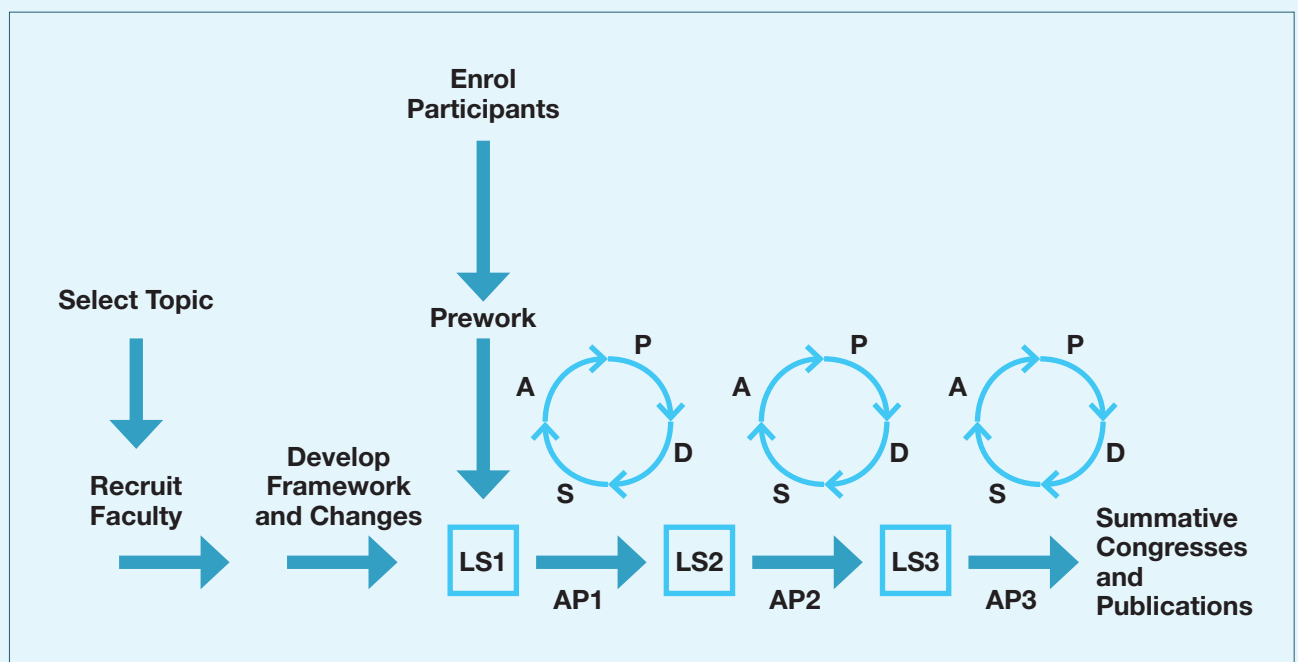 Enrol
Participants
Select Topic
Prework
P
A
D
S
P
A
D
S
P
A
D
S
Recruit
Faculty
Develop
Framework
and Changes
LS1
AP1
LS2
AP2
LS3
AP3
Summative
Congresses
and
Publications